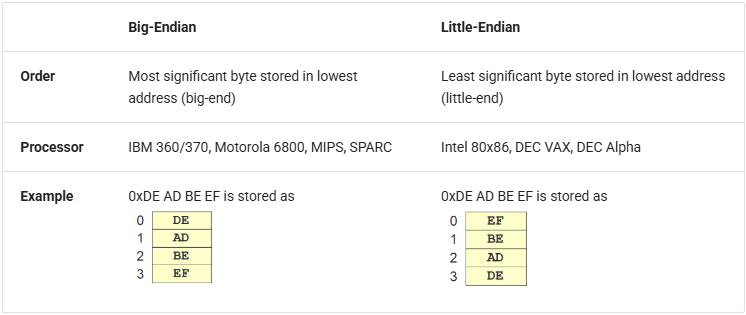 Big-Endian Little-Endian
Order Most significant byte stored in lowest Least significant byte stored in lowest address
address (big-end) (little-end)
Processor IBM 360/370, Motorola 6800, MIPS, SPARC Intel 80x86, DEC VAX, DEC Alpha
Example 0xDE AD BE EF is stored as 0xDE AD BE EF is stored as
0 DE 0 EF
1 AD 1 BE
2 BE 2 AD
3 EF 3 DE